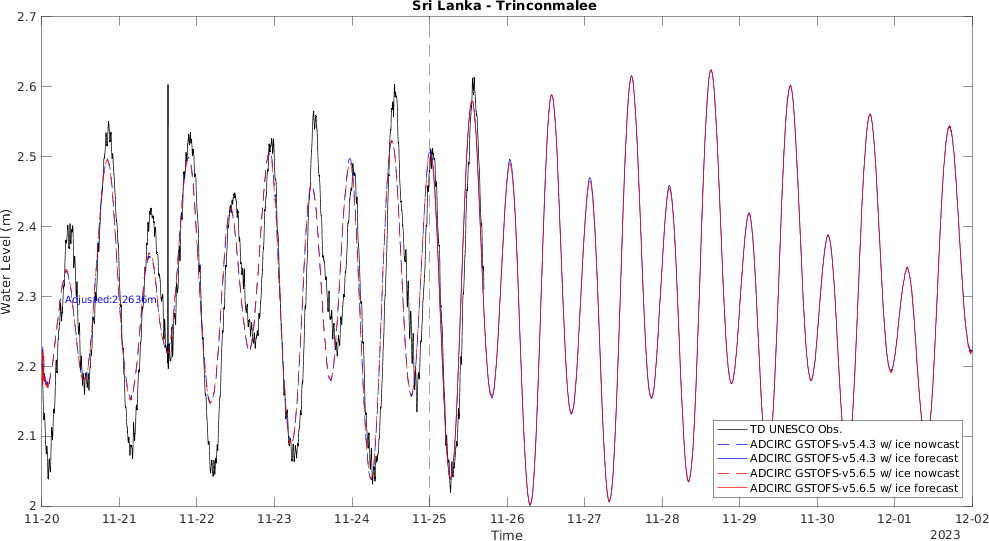 Sri Lanka - Trinconmalee
2.7
2.6
2.5
2.4
2.3
2.2
2.1
2
Water Level (m)
Adjusted:2.2636m
TD UNESCO Obs.
ADCIRC GSTOFS-v5.4.3 w/ ice nowcast
ADCIRC GSTOFS-v5.4.3 w/ ice forecast
ADCIRC GSTOFS-v5.6.5 w/ ice nowcast
ADCIRC GSTOFS-v5.6.5 w/ ice forecast
11-20 11-21 11-22 11-23 11-24 11-25 11-26 11-27 11-28 11-29 11-30 12-01 12-02
Time
2023